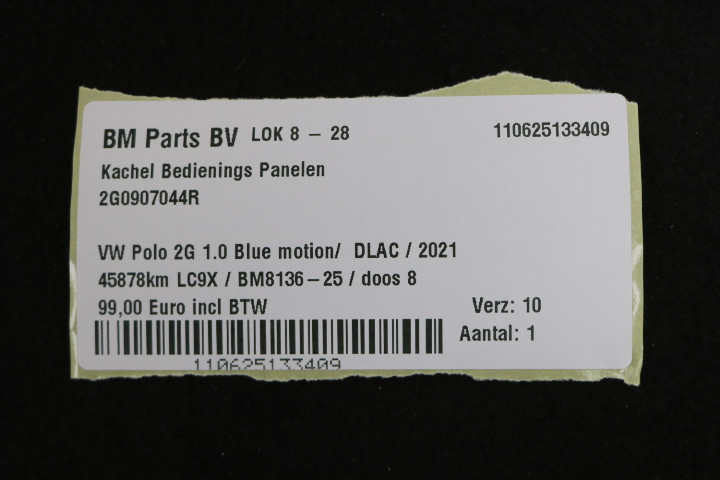 BM Parts BV LOK 8 – 28 110625133409
Kachel Bedienings Panelen
2G0907044R
VW Polo 2G 1.0 Blue motion/ DLAC / 2021
45878km LC9X / BM8136–25 / doos 8
99,00 Euro incl BTW Verz: 10
Aantal: 1
110625133409